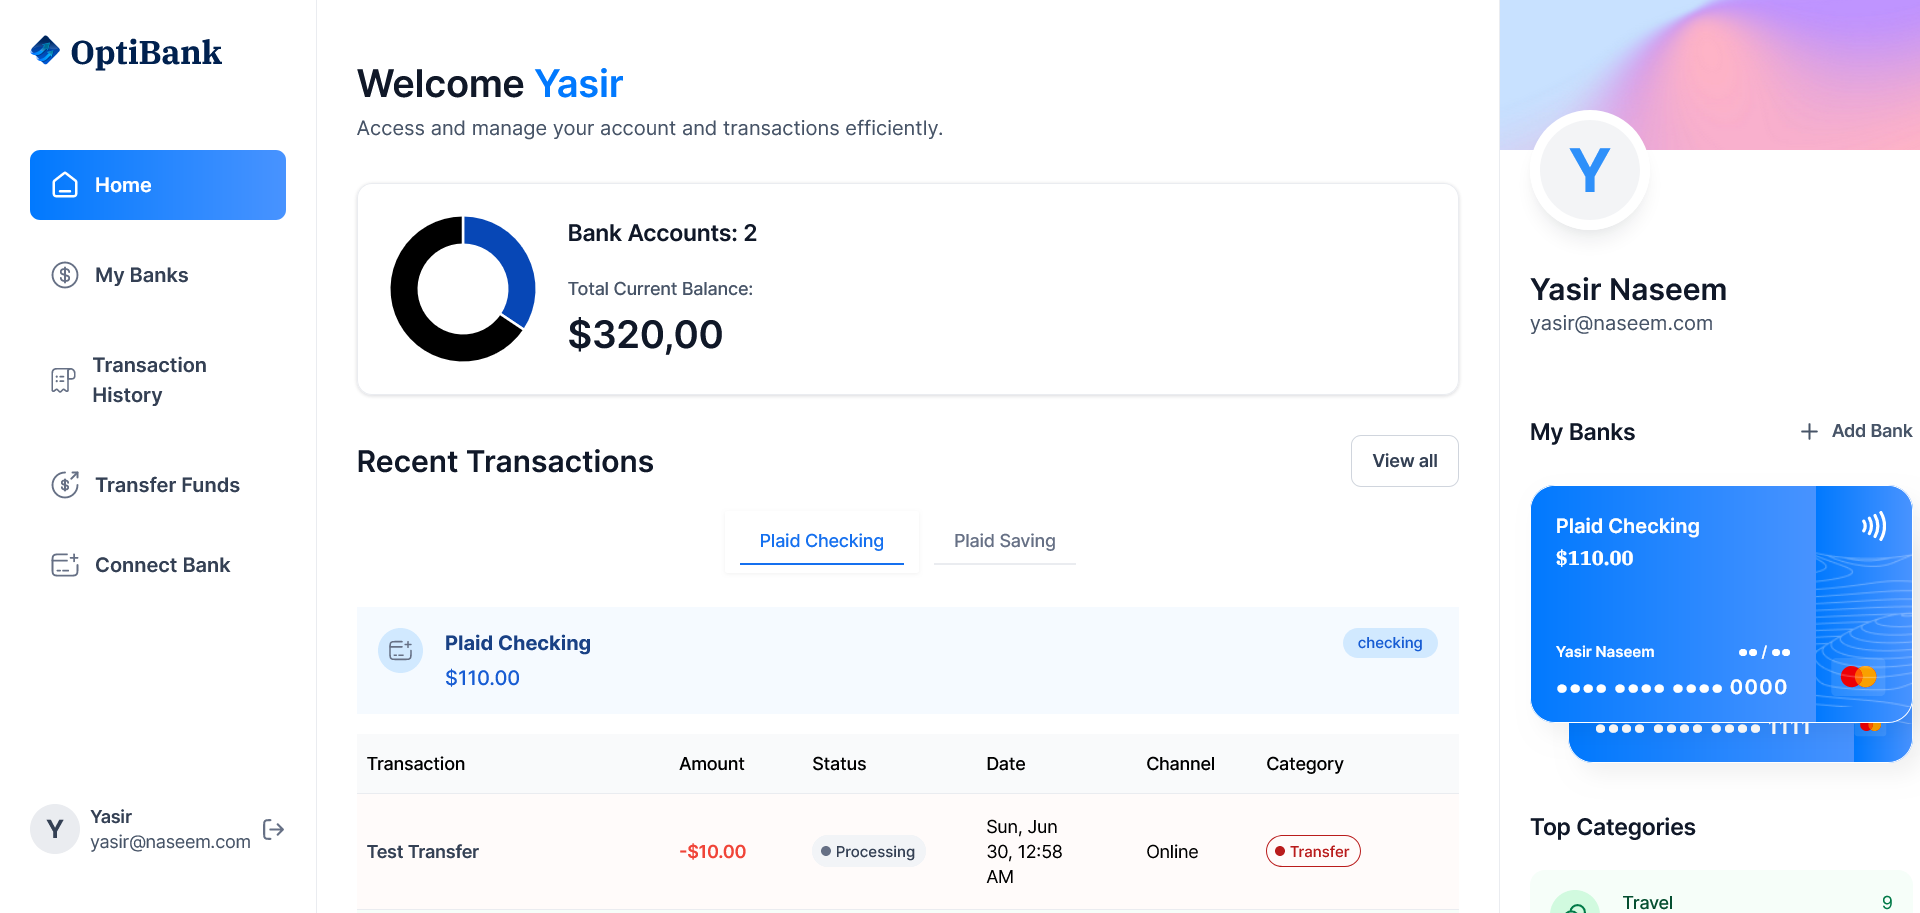 OptiBank
Home
My Banks
Transaction
History
Transfer Funds
Connect Bank
Y
Yasir
yasir@naseem.com
Welcome Yasir
Access and manage your account and transactions efficiently.
Bank Accounts: 2
Total Current Balance:
$320,00
Recent Transactions
View all
Plaid Checking
Plaid Saving
Plaid Checking
$110.00
checking
Transaction Amount Status Date Channel Category
Test Transfer -$10.00 Processing Sun, Jun 30, 12:58 AM Online Transfer
Y
Yasir Naseem
yasir@naseem.com
My Banks
+ Add Bank
Plaid Checking
$110.00
Yasir Naseem ●● / ●●
●●●● ●●●● ●●●● 0000
●●●● ●●●● ●●●● 1111
Top Categories
Travel 9